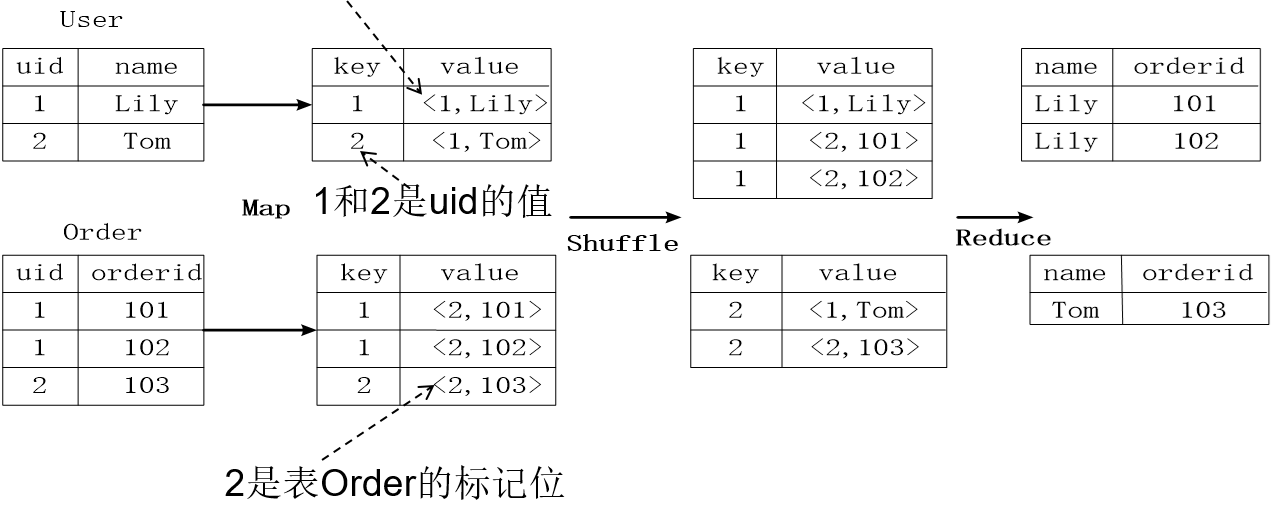 User
uid name
1 Lily
2 Tom
key value
1 <1,Lily>
2 <1,Tom>
key value
1 <1,Lily>
1 <2,101>
1 <2,102>
name orderid
Lily 101
Lily 102
Map
1和2是uid的值
Shuffle
Reduce
Order
uid orderid
1 101
1 102
2 103
key value
1 <2,101>
1 <2,102>
2 <2,103>
key value
2 <1,Tom>
2 <2,103>
name orderid
Tom 103
2是表Order的标记位